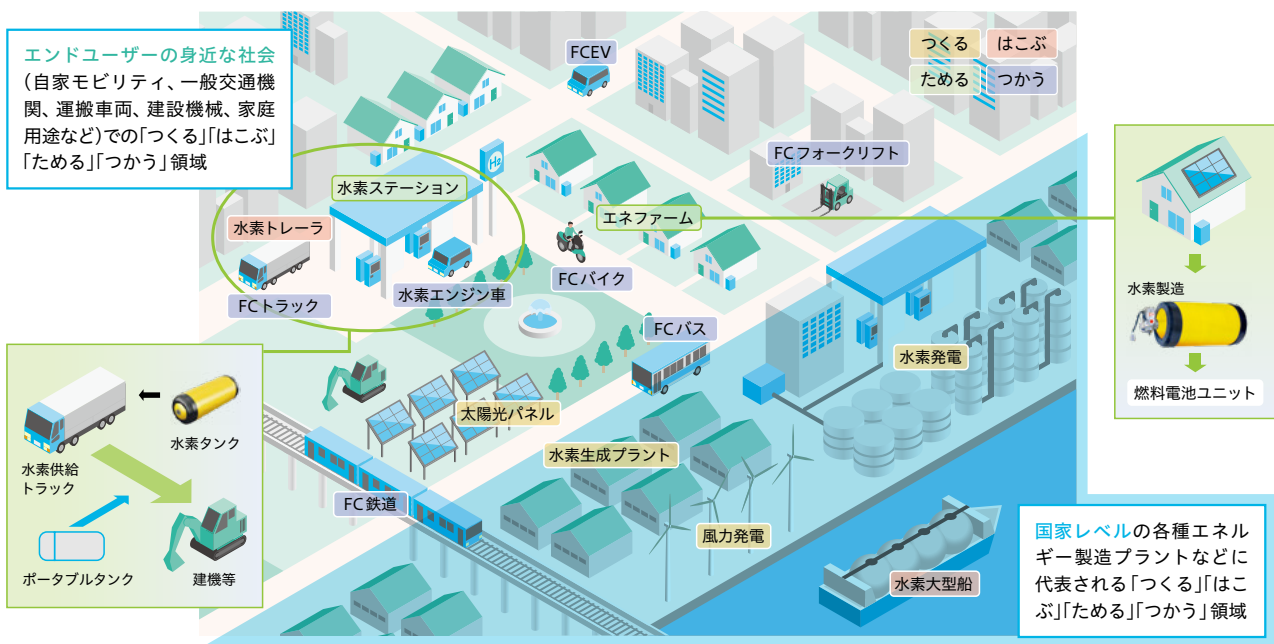 エンドユーザーの身近な社会
(自家モビリティ、一般交通機
関、運搬車両、建設機械、家庭
用途など)での「つくる」「はこぶ」
「ためる」「つかう」領域
FCEV
つくる
はこぶ
ためる
つかう
H2
水素ステーション
FCフォークリフト
エネファーム
水素トレーラ
FCトラック
水素エンジン車
FCバイク
FCバス
水素製造
燃料電池ユニット
水素発電
太陽光パネル
水素生成プラント
FC鉄道
風力発電
水素大型船
水素タンク
水素供給
トラック
ポータブルタンク
建機等
国家レベルの各種エネル
ギー製造プラントなどに
代表される「つくる」「はこ
ぶ」「ためる」「つかう」領域